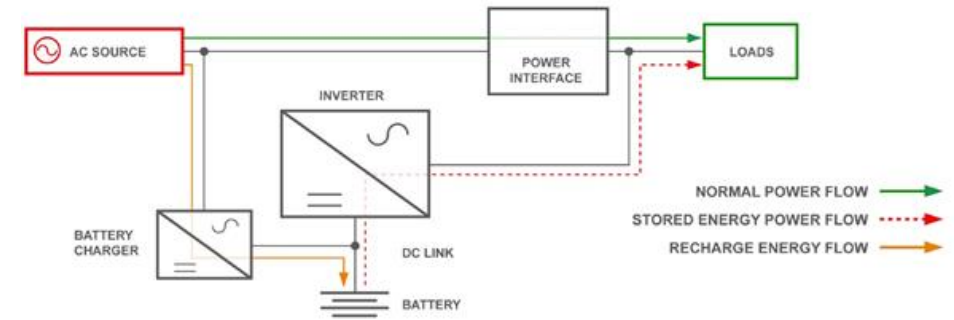 AC SOURCE
POWER
INTERFACE
LOADS
INVERTER
NORMAL POWER FLOW
STORED ENERGY POWER FLOW
BATTERY
CHARGER
DC LINK
RECHARGE ENERGY FLOW
BATTERY